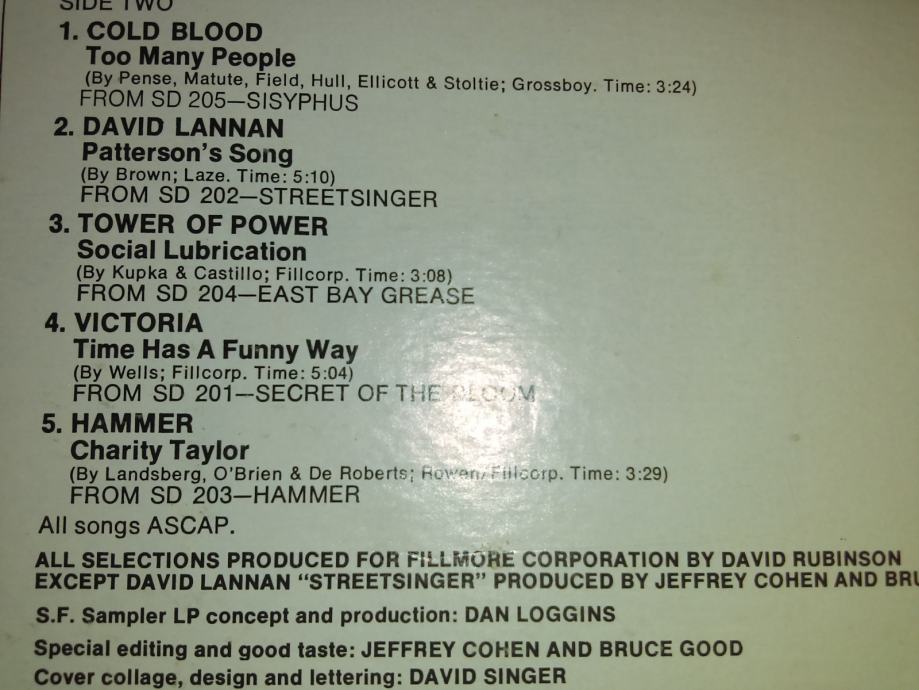 SIDE TWO
1. COLD BLOOD
Too Many People
(By Pense, Matute, Field, Hull, Ellicott & Stoltie; Grossboy. Time: 3:24)
FROM SD 205—SISYPHUS
2. DAVID LANNAN
Patterson's Song
(By Brown; Laze. Time: 5:10)
FROM SD 202—STREETSINGER
3. TOWER OF POWER
Social Lubrication
(By Kupka & Castillo; Fillcorp. Time: 3:08)
FROM SD 204—EAST BAY GREASE
4. VICTORIA
Time Has A Funny Way
(By Wells; Fillcorp. Time: 5:04)
FROM SD 201—SECRET OF THE BLOOM
5. HAMMER
Charity Taylor
(By Landsberg, O'Brien & De Roberts; Rowen/Fillcorp. Time: 3:29)
FROM SD 203—HAMMER
All songs ASCAP.
ALL SELECTIONS PRODUCED FOR FILLMORE CORPORATION BY DAVID RUBINSON
EXCEPT DAVID LANNAN "STREETSINGER" PRODUCED BY JEFFREY COHEN AND
S.F. Sampler LP concept and production: DAN LOGGINS
Special editing and good taste: JEFFREY COHEN AND BRUCE GOOD
Cover collage, design and lettering: DAVID SINGER